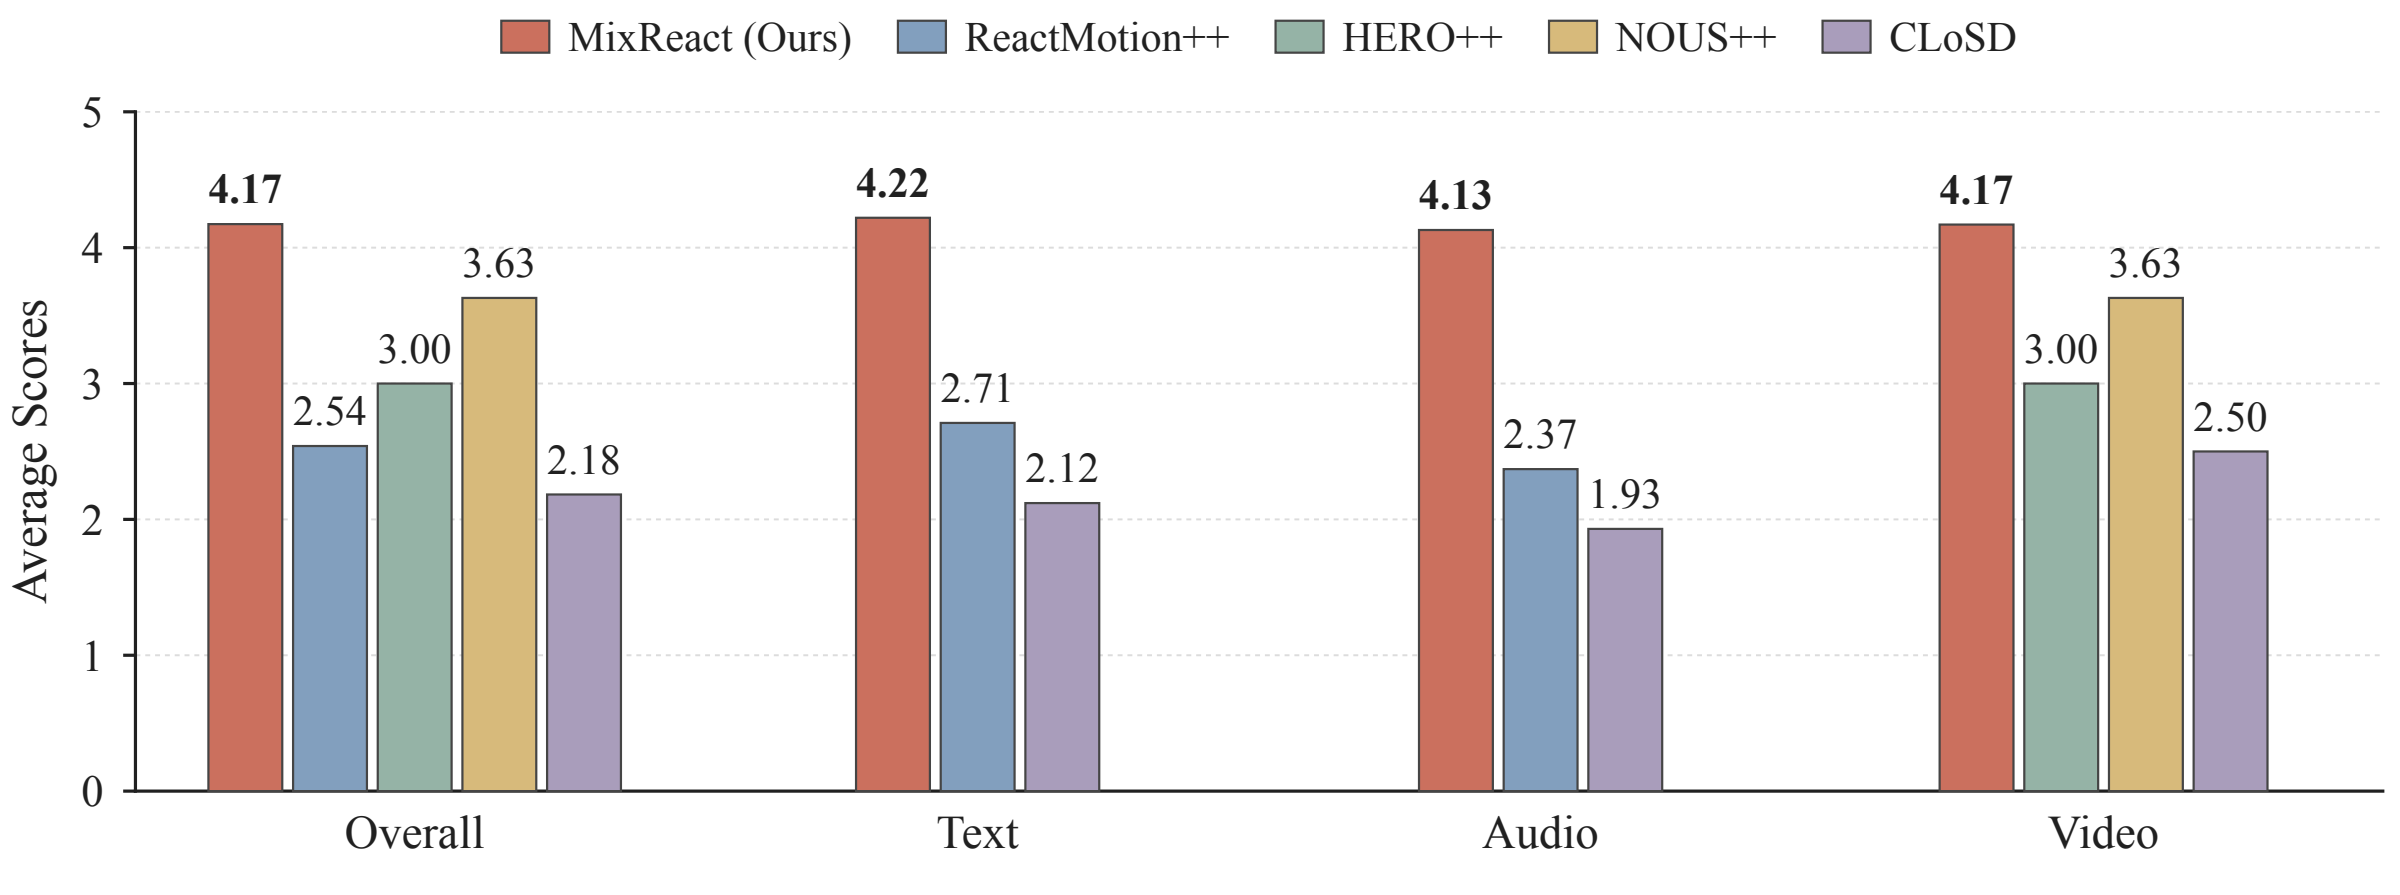 MixReact (Ours) ReactMotion++ HERO++ NOUS++ CLoSD
Average Scores
5
4
3
2
1
0
4.17 2.54 3.00 3.63 2.18
4.22 2.71 2.12
4.13 2.37 1.93
4.17 3.00 3.63 2.50
Overall Text Audio Video